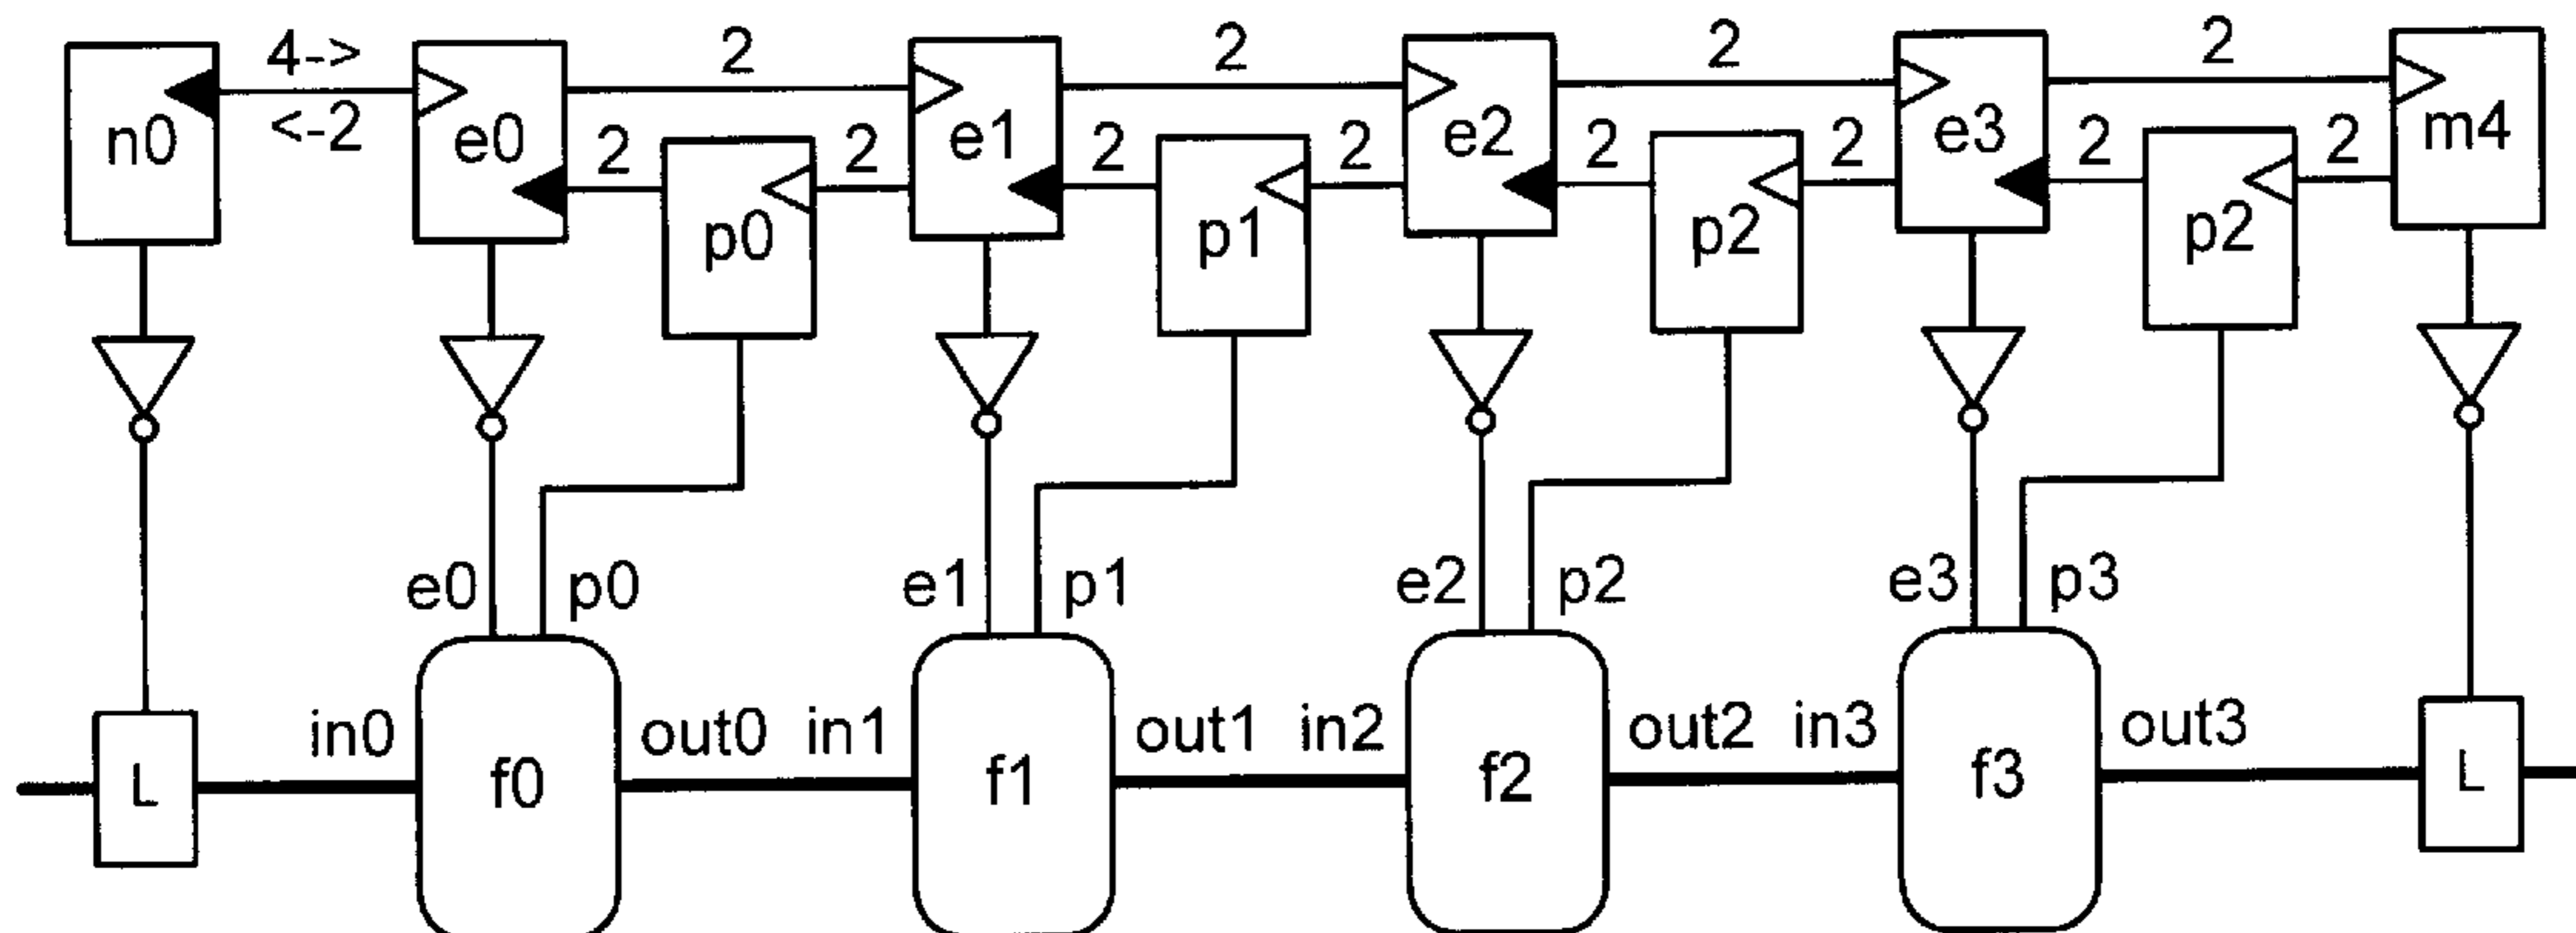 4-> 2 2 2 2
n0 <-2 e0 2 p0 2 e1 2 p1 2 e2 2 p2 2 e3 2 p2 2 m4
e0 p0 e1 p1 e2 p2 e3 p3
L in0 f0 out0 in1 f1 out1 in2 f2 out2 in3 f3 out3 L